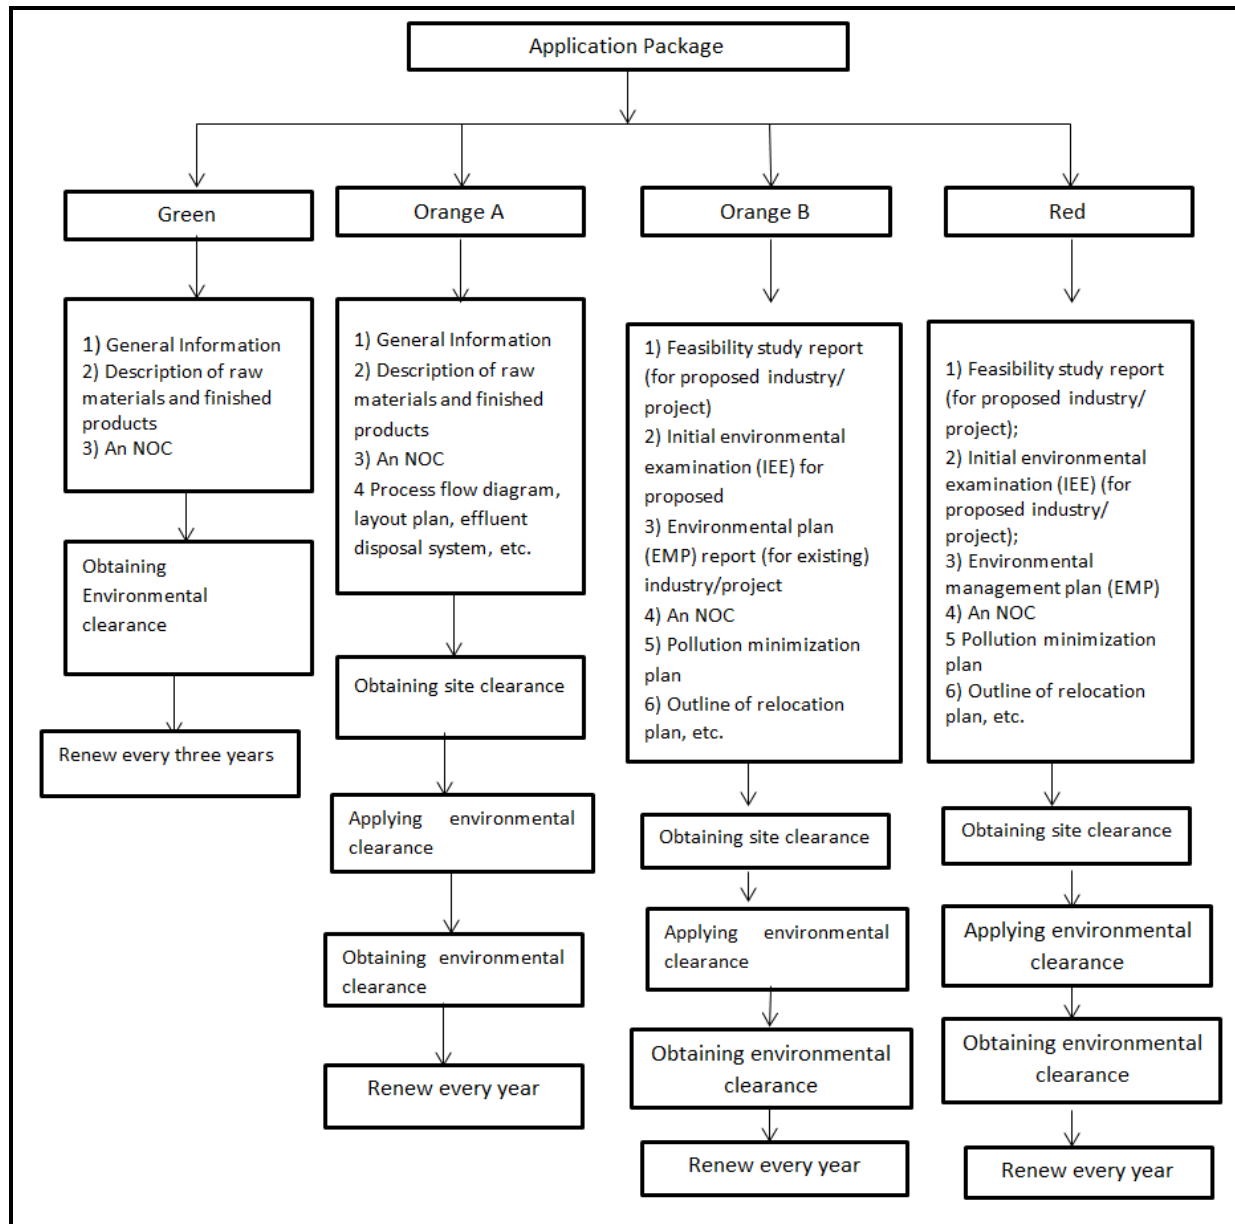 Application Package
Green
Orange A
Orange B
Red
1) General Information
2) Description of raw
materials and finished
products
3) An NOC
Obtaining
Environmental
clearance
Renew every three years
1) General Information
2) Description of raw
materials and finished
products
3) An NOC
4 Process flow diagram,
layout plan, effluent
disposal system, etc.
Obtaining site clearance
Applying environmental
clearance
Obtaining environmental
clearance
Renew every year
1) Feasibility study report
(for proposed industry/
project)
2) Initial environmental
examination (IEE) for
proposed
3) Environmental plan
(EMP) report (for existing)
industry/project
4) An NOC
5) Pollution minimization
plan
6) Outline of relocation
plan, etc.
Obtaining site clearance
Applying environmental
clearance
Obtaining environmental
clearance
Renew every year
1) Feasibility study report
(for proposed industry/
project);
2) Initial environmental
examination (IEE) (for
proposed industry/
project);
3) Environmental
management plan (EMP)
4) An NOC
5 Pollution minimization
plan
6) Outline of relocation
plan, etc.
Obtaining site clearance
Applying environmental
clearance
Obtaining environmental
clearance
Renew every year